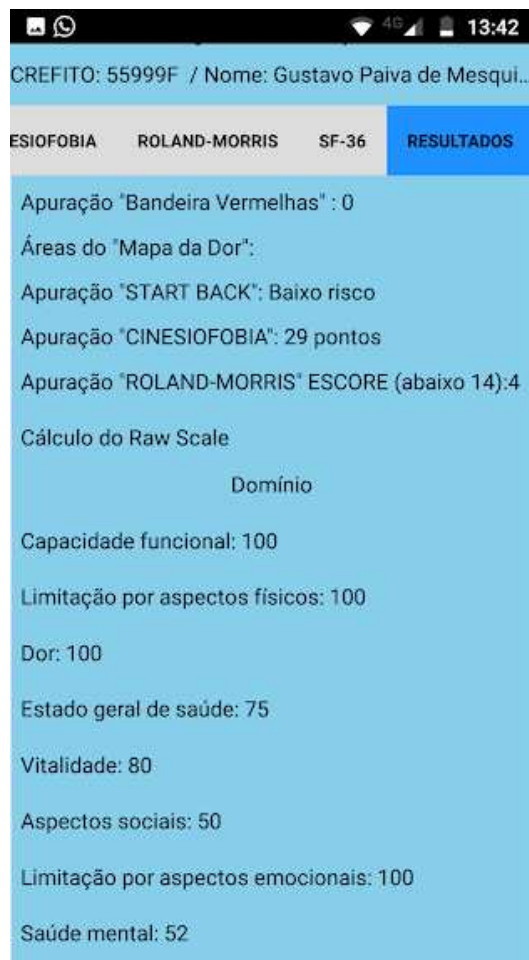 4G 13:42
CREFITO: 55999F / Nome: Gustavo Paiva de Mesqui...
ESIOFOBIA ROLAND-MORRIS SF-36 RESULTADOS
Apuração "Bandeira Vermelhas" : 0
Áreas do "Mapa da Dor":
Apuração "START BACK": Baixo risco
Apuração "CINESIOFOBIA": 29 pontos
Apuração "ROLAND-MORRIS" ESCORE (abaixo 14):4
Cálculo do Raw Scale
Domínio
Capacidade funcional: 100
Limitação por aspectos físicos: 100
Dor: 100
Estado geral de saúde: 75
Vitalidade: 80
Aspectos sociais: 50
Limitação por aspectos emocionais: 100
Saúde mental: 52